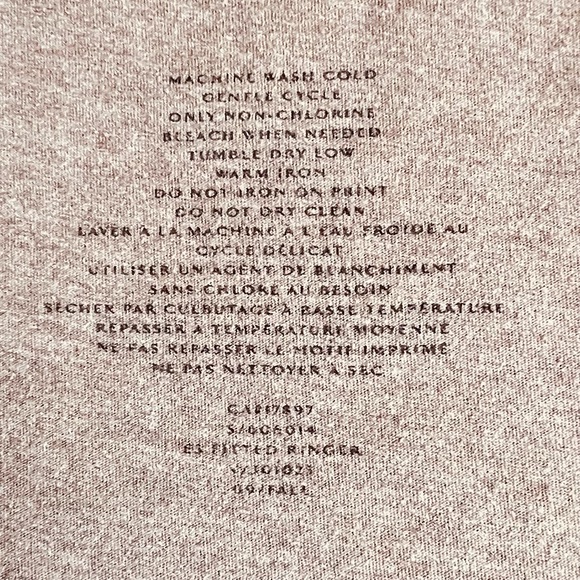 MACHINE WASH COLD
GENTLE CYCLE
ONLY NON-CHLORINE
BLEACH WHEN NEEDED
TUMBLE DRY LOW
WARM IRON
DO NOT IRON ON PRINT
DO NOT DRY CLEAN
LAVER À LA MACHINE À L'EAU FROIDE AU
CYCLE DÉLICAT
UTILISER UN AGENT DE BLANCHIMENT
SANS CHLORE AU BESOIN
SÉCHER PAR CULBUTAGE À BASSE TEMPÉRATURE
REPASSER À TEMPÉRATURE MOYENNE
NE PAS REPASSER LE MOTIF IMPRIMÉ
NE PAS NETTOYER À SEC
S/606014
ES FITTED RINGER